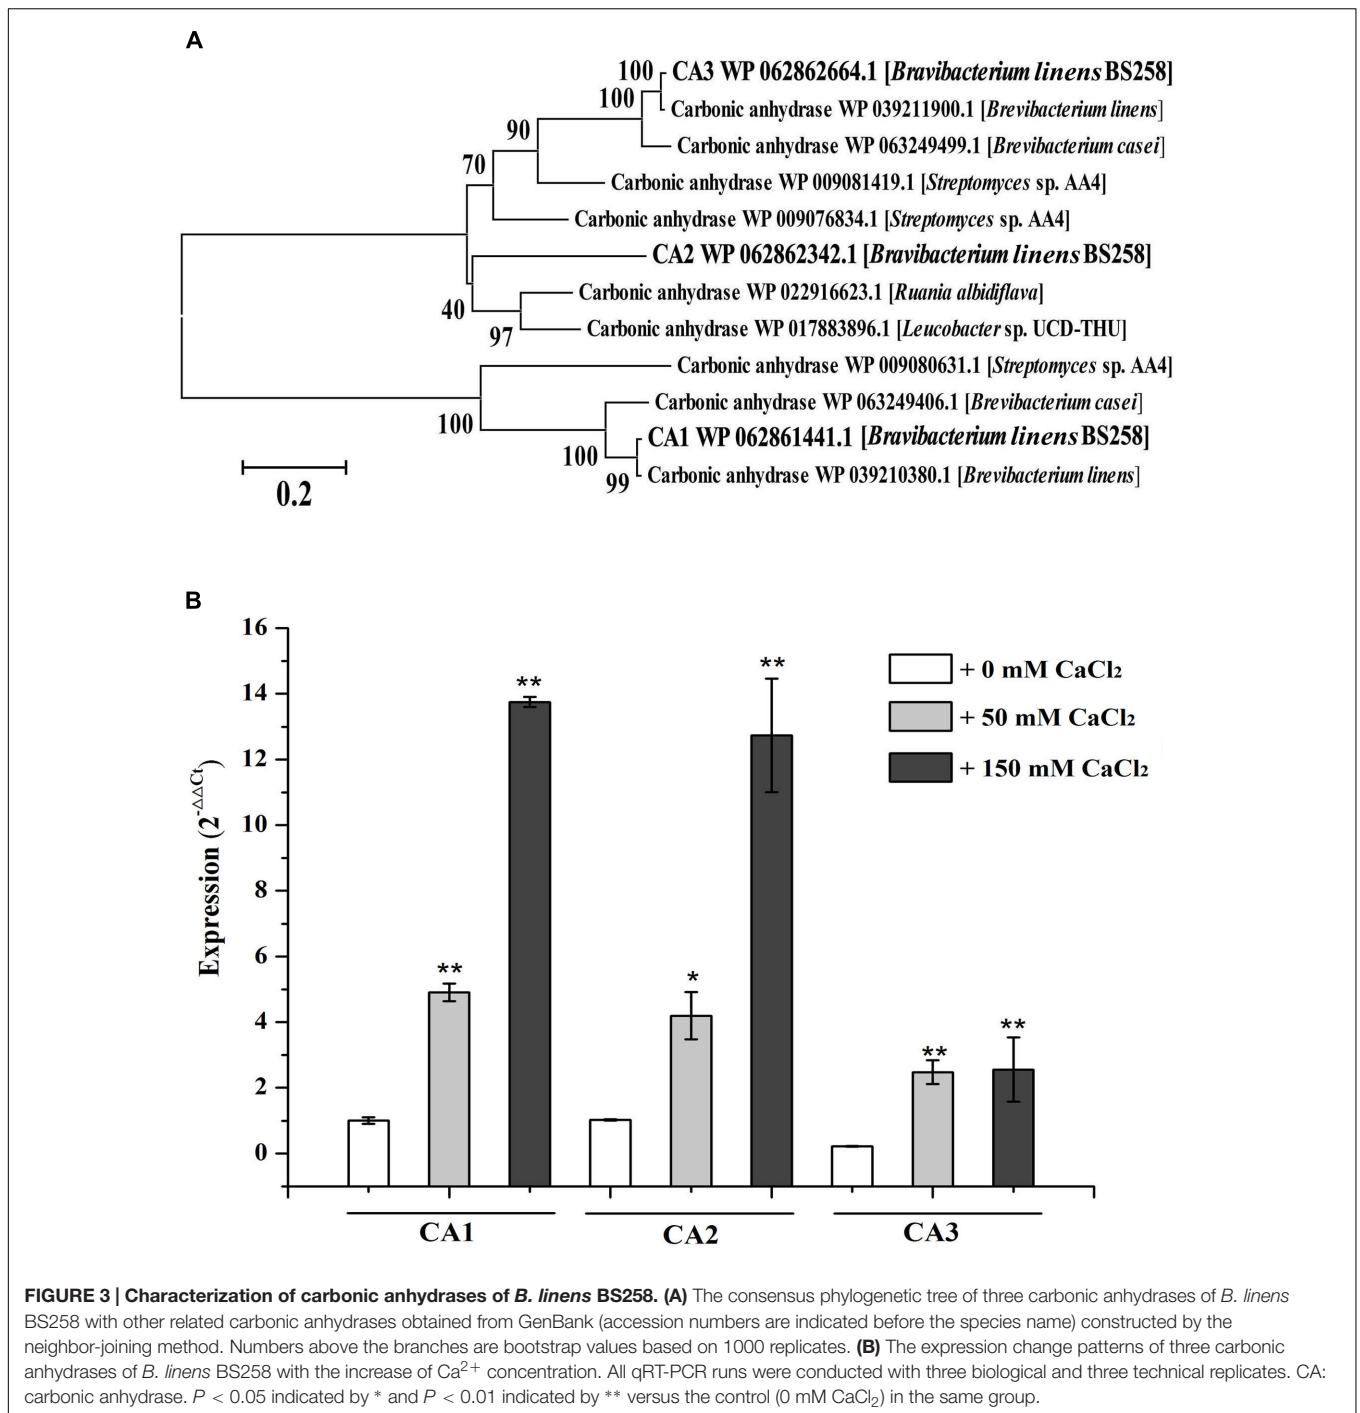 A
100 CA3 WP 062862664.1 [Bravibacterium linens BS258]
100 Carbonic anhydrase WP 039211900.1 [Brevibacterium linens]
90 Carbonic anhydrase WP 063249499.1 [Brevibacterium casei]
70 Carbonic anhydrase WP 009081419.1 [Streptomyces sp. AA4]
Carbonic anhydrase WP 009076834.1 [Streptomyces sp. AA4]
CA2 WP 062862342.1 [Bravibacterium linens BS258]
40 Carbonic anhydrase WP 022916623.1 [Ruania albidiflava]
97 Carbonic anhydrase WP 017883896.1 [Leucobacter sp. UCD-THU]
Carbonic anhydrase WP 009080631.1 [Streptomyces sp. AA4]
100 Carbonic anhydrase WP 063249406.1 [Brevibacterium casei]
100 CA1 WP 062861441.1 [Bravibacterium linens BS258]
99 Carbonic anhydrase WP 039210380.1 [Brevibacterium linens]
0.2
B
Expression (2^-△△Ct)
16
14
12
10
8
6
4
2
0
** ** * ** ** **
+ 0 mM CaCl2
+ 50 mM CaCl2
+ 150 mM CaCl2
CA1 CA2 CA3
FIGURE 3 | Characterization of carbonic anhydrases of B. linens BS258. (A) The consensus phylogenetic tree of three carbonic anhydrases of B. linens
BS258 with other related carbonic anhydrases obtained from GenBank (accession numbers are indicated before the species name) constructed by the
neighbor-joining method. Numbers above the branches are bootstrap values based on 1000 replicates. (B) The expression change patterns of three carbonic
anhydrases of B. linens BS258 with the increase of Ca2+ concentration. All qRT-PCR runs were conducted with three biological and three technical replicates. CA:
carbonic anhydrase. P < 0.05 indicated by * and P < 0.01 indicated by ** versus the control (0 mM CaCl2) in the same group.